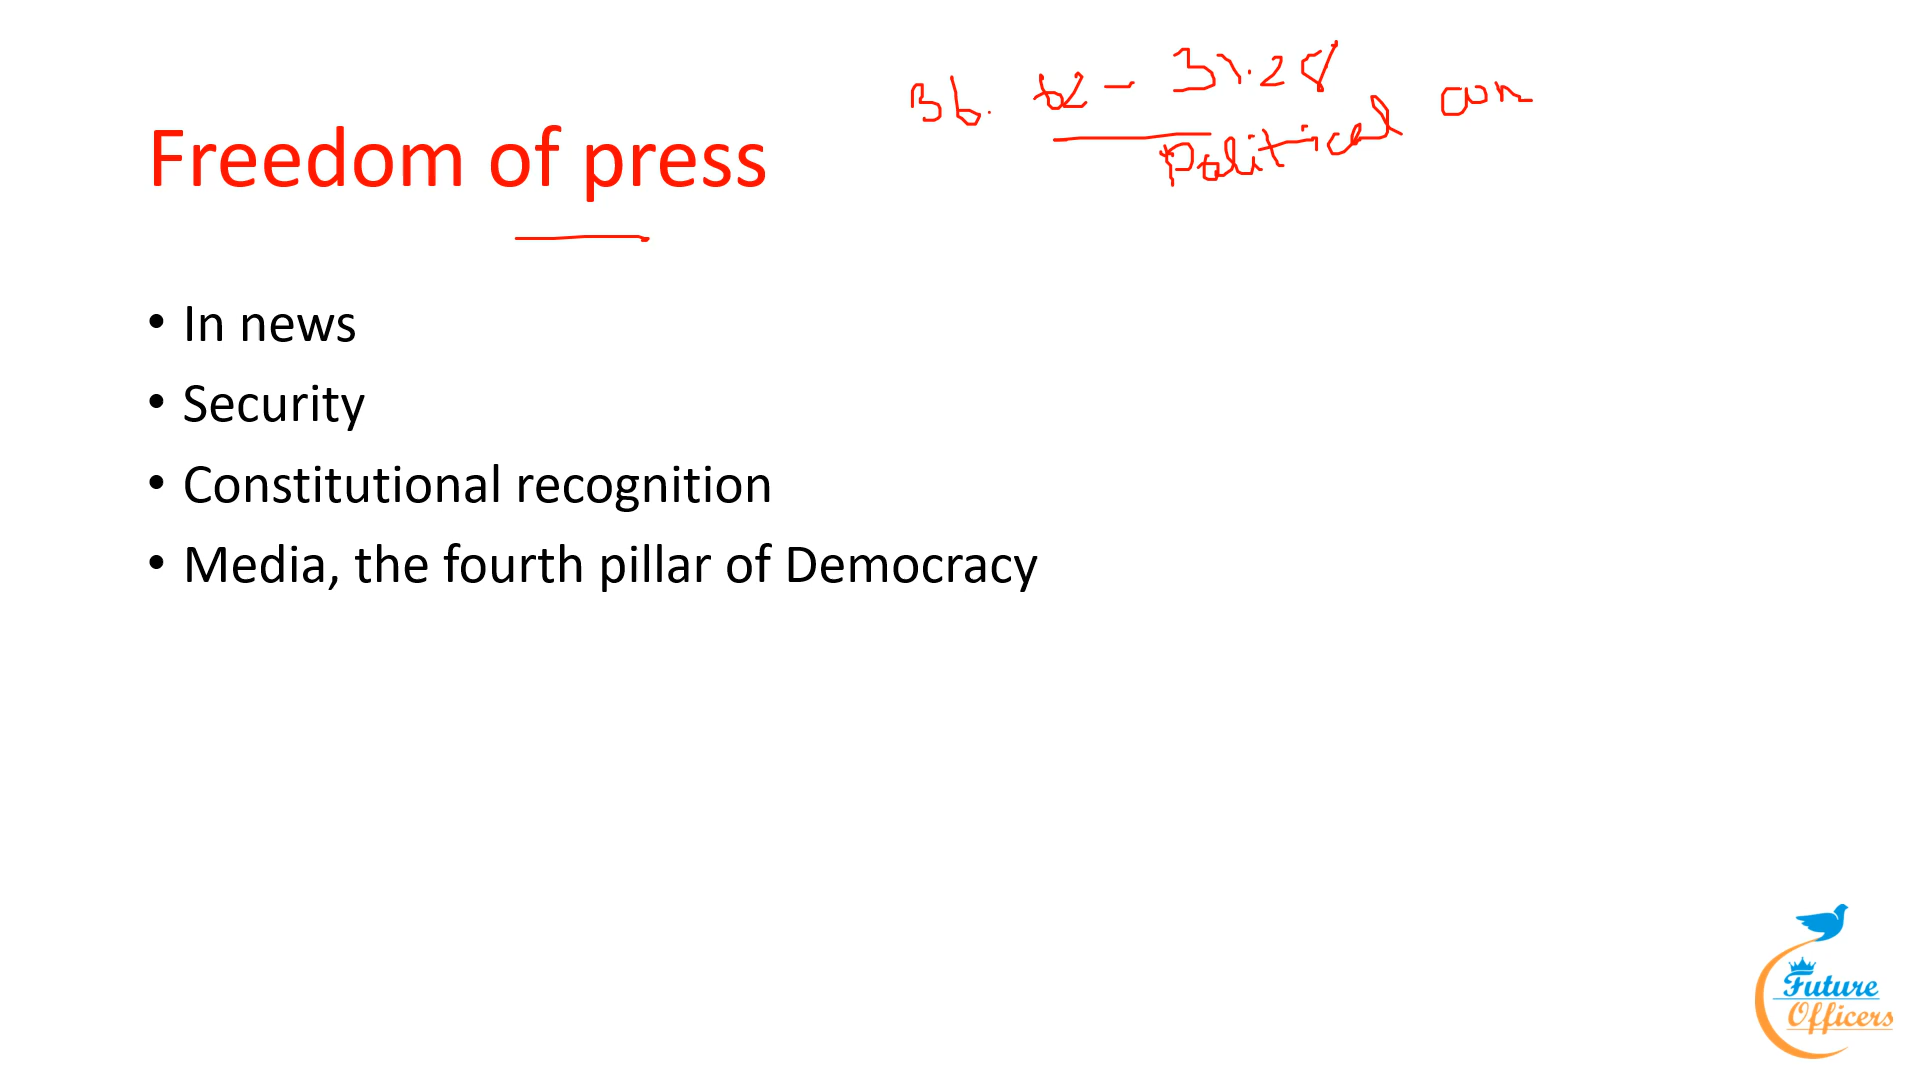 Freedom of press
Political
• In news
• Security
• Constitutional recognition
• Media, the fourth pillar of Democracy
Future
Officers